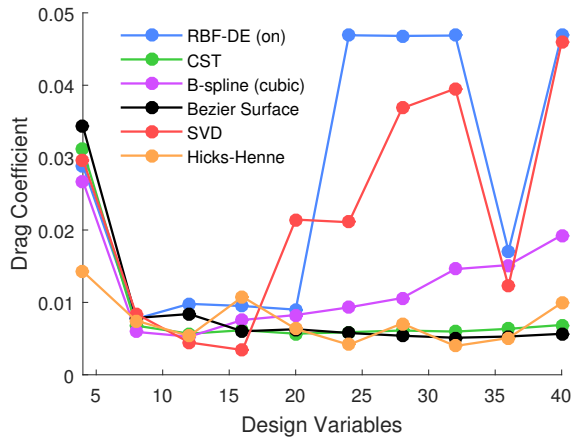 0.05
0.04
0.03
0.02
0.01
0
Drag Coefficient
RBF-DE (on)
CST
B-spline (cubic)
Bezier Surface
SVD
Hicks-Henne
5 10 15 20 25 30 35 40
Design Variables